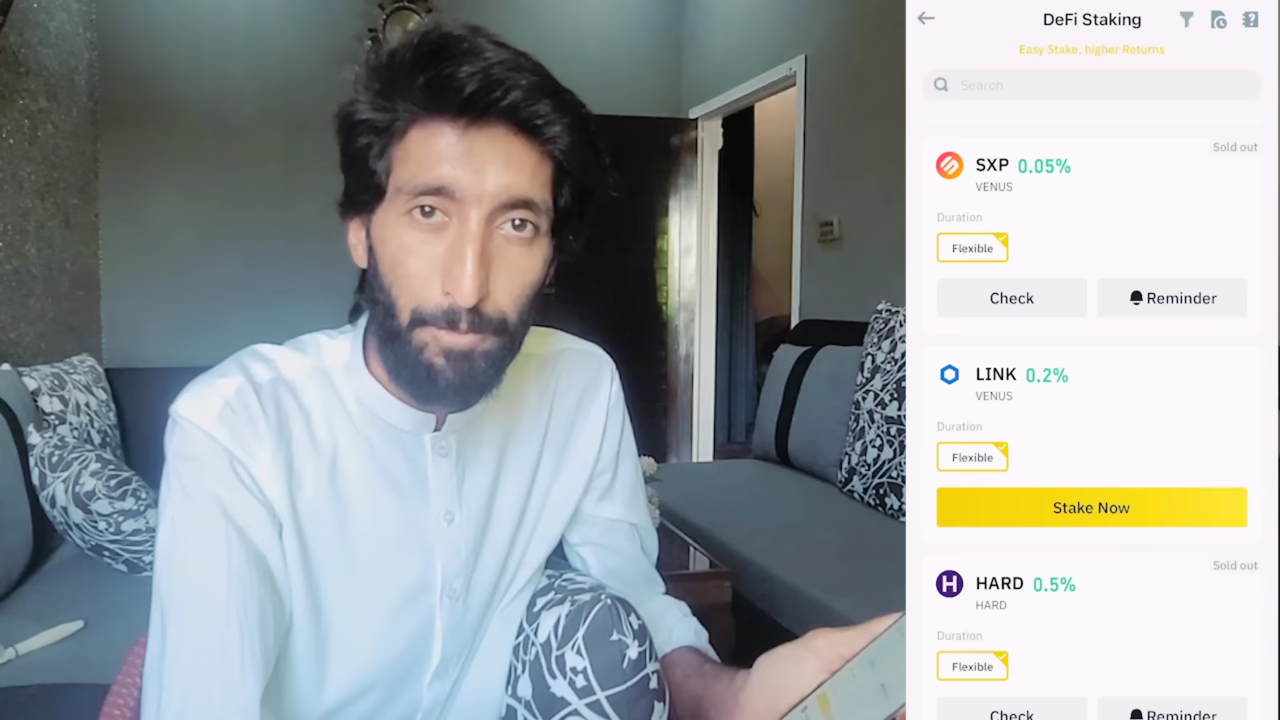 DeFi Staking
Easy Stake, higher Returns
Search
Sold out
SXP 0.05%
VENUS
Duration
Flexible
Check
Reminder
LINK 0.2%
VENUS
Duration
Flexible
Stake Now
Sold out
HARD 0.5%
HARD
Duration
Flexible
Check
Reminder